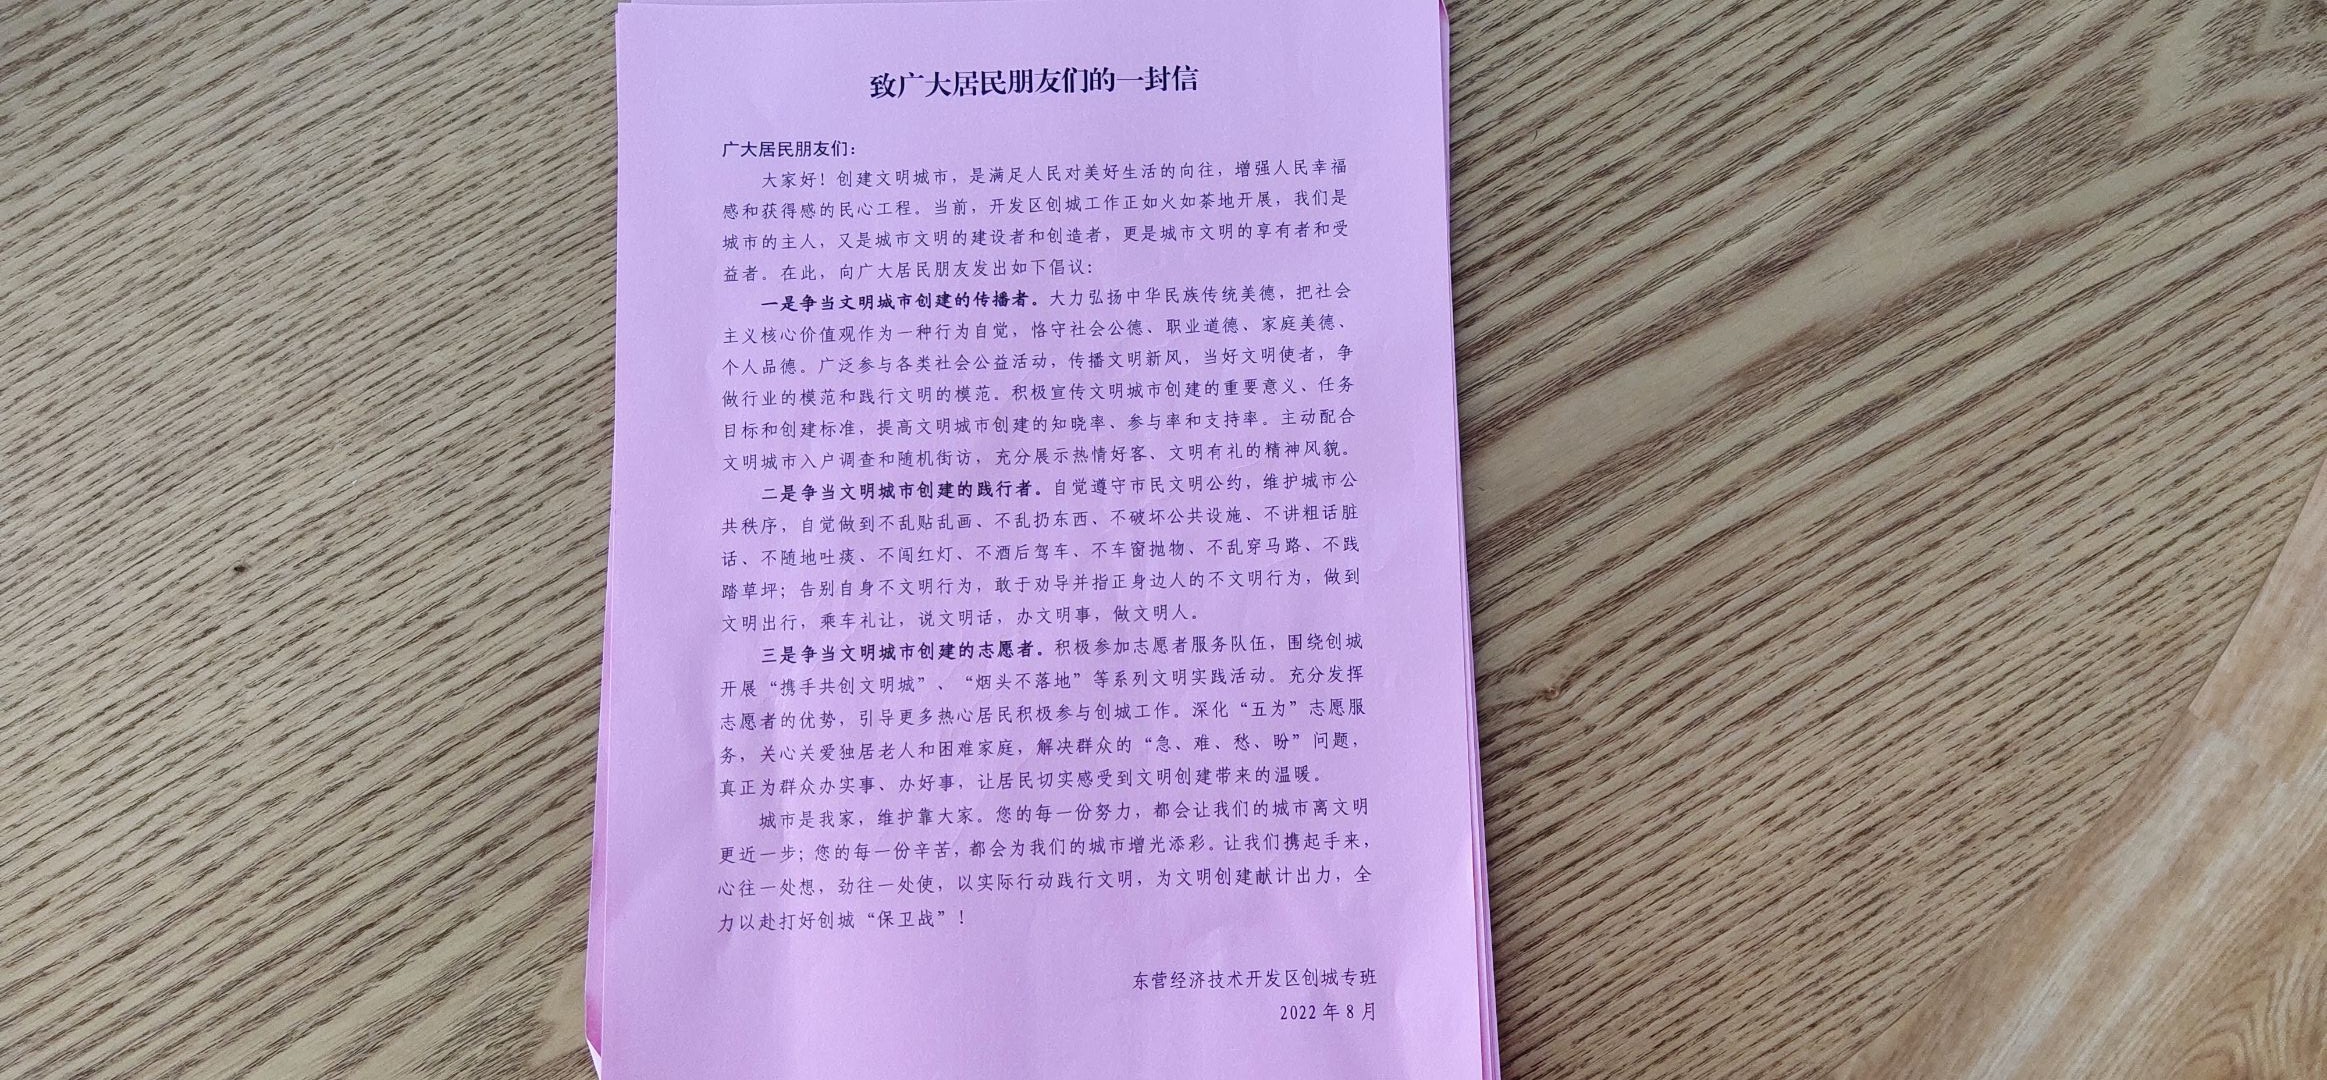 致广大居民朋友们的一封信
广大居民朋友们：
大家好！创建文明城市，是满足人民对美好生活的向往，增强人民幸福
感和获得感的民心工程。当前，开发区创城工作正如火如荼地开展，我们是
城市的主人，又是城市文明的建设者和创造者，更是城市文明的享有者和受
益者。在此，向广大居民朋友发出如下倡议：
一是争当文明城市创建的传播者。大力弘扬中华民族传统美德，把社会
主义核心价值观作为一种行为自觉，恪守社会公德、职业道德、家庭美德、
个人品德。广泛参与各类社会公益活动，传播文明新风，当好文明使者，争
做行业的模范和践行文明的模范。积极宣传文明城市创建的重要意义、任务
目标和创建标准，提高文明城市创建的知晓率、参与率和支持率。主动配合
文明城市入户调查和随机街访，充分展示热情好客、文明有礼的精神风貌。
二是争当文明城市创建的践行者。自觉遵守市民文明公约，维护城市公
共秩序，自觉做到不乱贴乱画、不乱扔东西、不破坏公共设施、不讲粗话脏
话、不随地吐痰、不闯红灯、不酒后驾车、不车窗抛物、不乱穿马路、不践
踏草坪；告别自身不文明行为，敢于劝导并指正身边人的不文明行为，做到
文明出行，乘车礼让，说文明话，办文明事，做文明人。
三是争当文明城市创建的志愿者。积极参加志愿者服务队伍，围绕创城
开展“携手共创文明城”、“烟头不落地”等系列文明实践活动。充分发挥
志愿者的优势，引导更多热心居民积极参与创城工作。深化“五为”志愿服
务，关心关爱独居老人和困难家庭，解决群众的“急、难、愁、盼”问题，
真正为群众办实事、办好事，让居民切实感受到文明创建带来的温暖。
城市是我家，维护靠大家。您的每一份努力，都会让我们的城市离文明
更近一步；您的每一份辛苦，都会为我们的城市增光添彩。让我们携起手来，
心往一处想，劲往一处使，以实际行动践行文明，为文明创建献计出力，全
力以赴打好创城“保卫战”！
东营经济技术开发区创城专班
2022 年 8 月